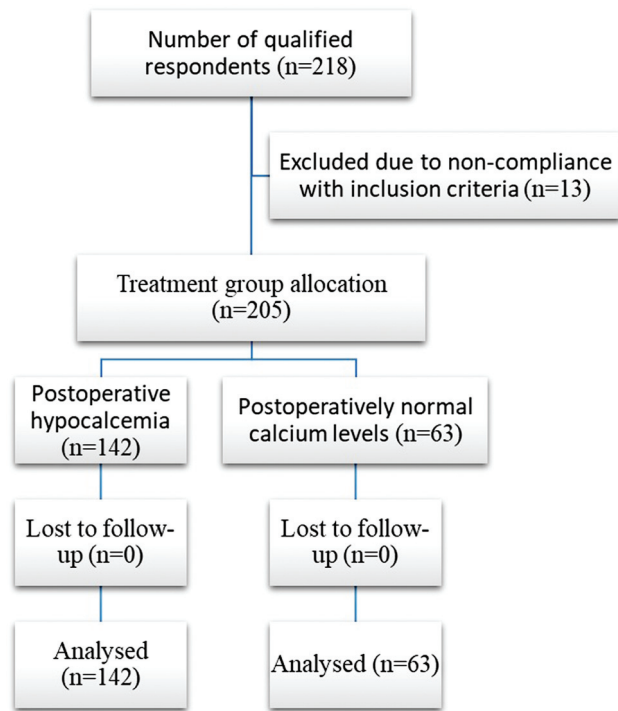 Number of qualified
respondents (n=218)
Excluded due to non-compliance
with inclusion criteria (n=13)
Treatment group allocation
(n=205)
Postoperative
hypocalcemia
(n=142)
Postoperatively normal
calcium levels (n=63)
Lost to follow-
up (n=0)
Lost to follow-
up (n=0)
Analysed
(n=142)
Analysed (n=63)